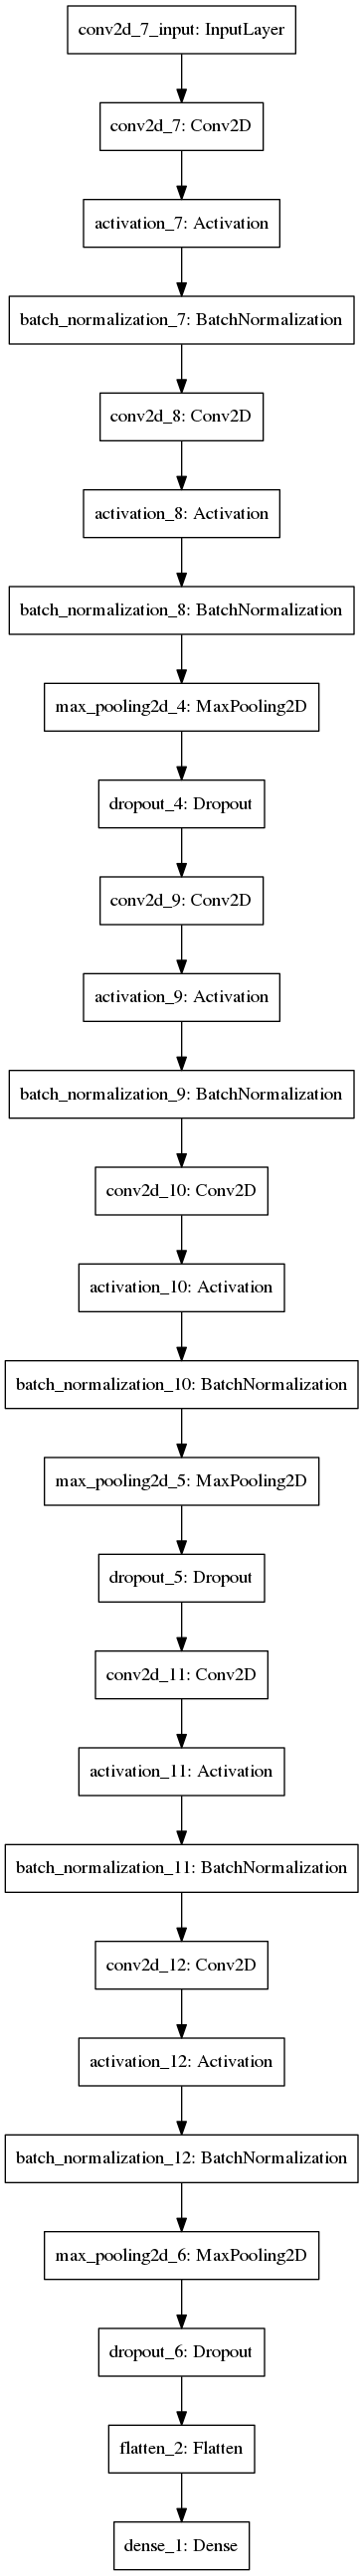 conv2d_7_input: InputLayer
conv2d_7: Conv2D
activation_7: Activation
batch_normalization_7: BatchNormalization
conv2d_8: Conv2D
activation_8: Activation
batch_normalization_8: BatchNormalization
max_pooling2d_4: MaxPooling2D
dropout_4: Dropout
conv2d_9: Conv2D
activation_9: Activation
batch_normalization_9: BatchNormalization
conv2d_10: Conv2D
activation_10: Activation
batch_normalization_10: BatchNormalization
max_pooling2d_5: MaxPooling2D
dropout_5: Dropout
conv2d_11: Conv2D
activation_11: Activation
batch_normalization_11: BatchNormalization
conv2d_12: Conv2D
activation_12: Activation
batch_normalization_12: BatchNormalization
max_pooling2d_6: MaxPooling2D
dropout_6: Dropout
flatten_2: Flatten
dense_1: Dense